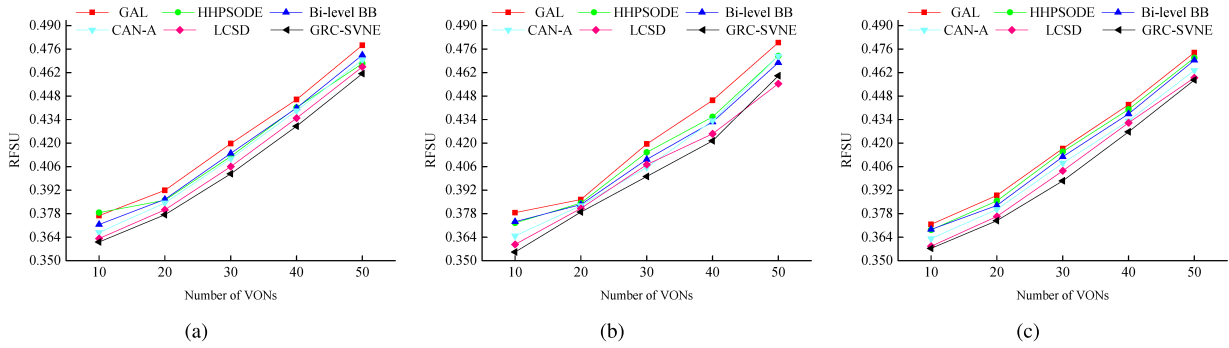 GAL HHPSODE Bi-level BB
CAN-A LCSD GRC-SVNE
0.490
0.476
0.462
0.448
0.434
0.420
0.406
0.392
0.378
0.364
0.350
RFSU
10 20 30 40 50
Number of VONs
(a)
GAL HHPSODE Bi-level BB
CAN-A LCSD GRC-SVNE
0.490
0.476
0.462
0.448
0.434
0.420
0.406
0.392
0.378
0.364
0.350
RFSU
10 20 30 40 50
Number of VONs
(b)
GAL HHPSODE Bi-level BB
CAN-A LCSD GRC-SVNE
0.490
0.476
0.462
0.448
0.434
0.420
0.406
0.392
0.378
0.364
0.350
RFSU
10 20 30 40 50
Number of VONs
(c)